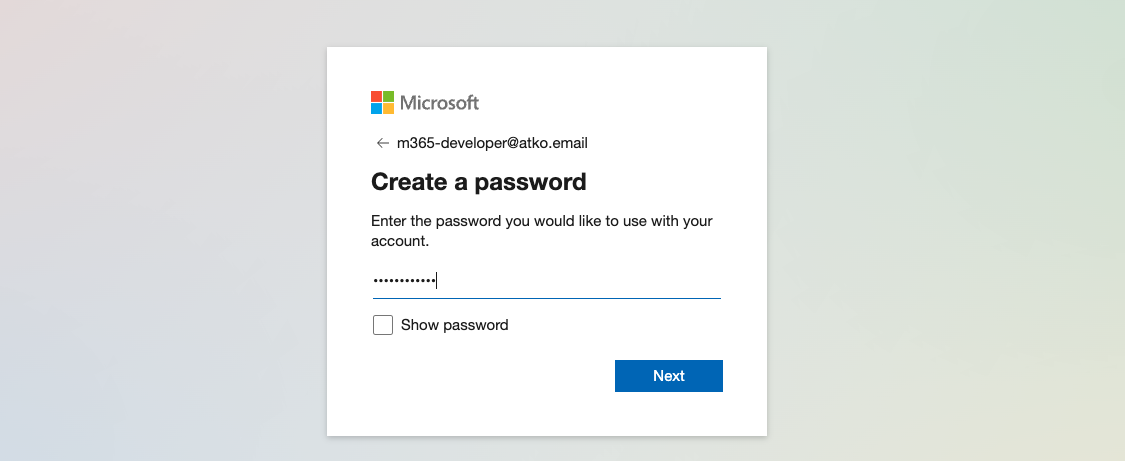 Microsoft
← m365-developer@atko.email
Create a password
Enter the password you would like to use with your
account.
••••••••••••
Show password
Next